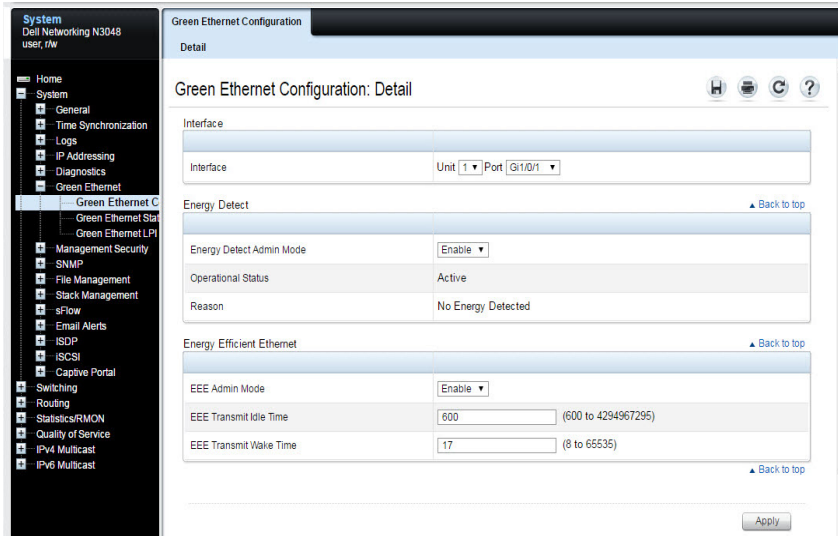 System
Dell Networking N3048
user, r/w
Home
System
General
Time Synchronization
Logs
IP Addressing
Diagnostics
Green Ethernet
Green Ethernet C
Green Ethernet Stat
Green Ethernet LPI
Management Security
SNMP
File Management
Stack Management
sFlow
Email Alerts
ISDP
iSCSI
Captive Portal
Switching
Routing
Statistics/RMON
Quality of Service
IPv4 Multicast
IPv6 Multicast
Green Ethernet Configuration
Detail
Green Ethernet Configuration: Detail
?
Interface
Interface Unit 1 Port Gi1/0/1
Energy Detect Back to top
Energy Detect Admin Mode Enable
Operational Status Active
Reason No Energy Detected
Energy Efficient Ethernet Back to top
EEE Admin Mode Enable
EEE Transmit Idle Time 600 (600 to 4294967295)
EEE Transmit Wake Time 17 (8 to 65535)
Back to top
Apply